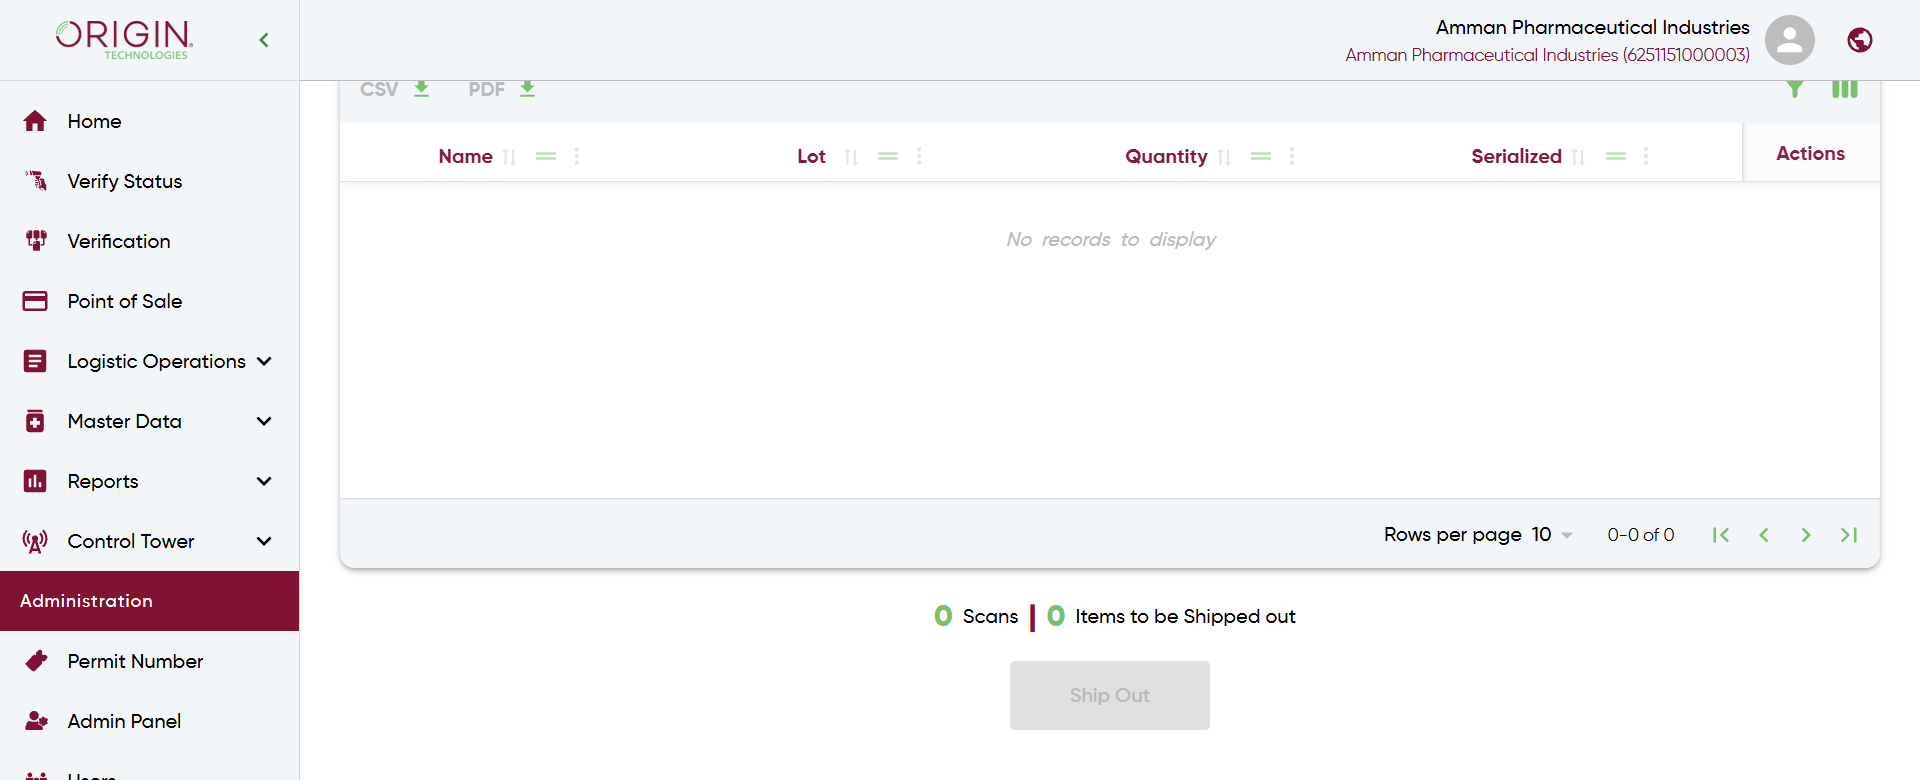 ORIGIN
TECHNOLOGIES
Amman Pharmaceutical Industries
Amman Pharmaceutical Industries (6251151000003)
Home
Verify Status
Verification
Point of Sale
Logistic Operations
Master Data
Reports
Control Tower
Administration
Permit Number
Admin Panel
Users
CSV PDF
Name Lot Quantity Serialized Actions
No records to display
Rows per page 10 0-0 of 0
0 Scans 0 Items to be Shipped out
Ship Out